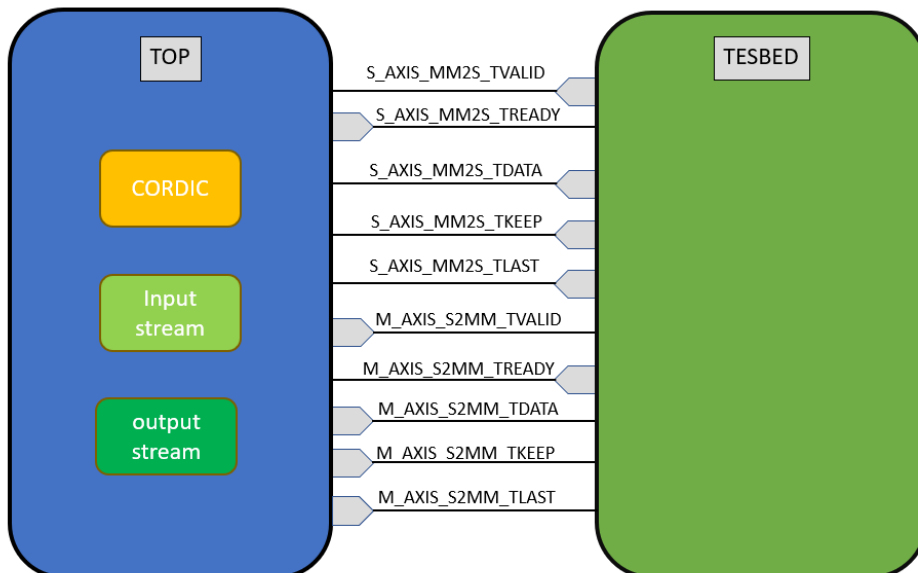 TOP
TESBED
S_AXIS_MM2S_TVALID
S_AXIS_MM2S_TREADY
CORDIC
S_AXIS_MM2S_TDATA
S_AXIS_MM2S_TKEEP
S_AXIS_MM2S_TLAST
Input
stream
M_AXIS_S2MM_TVALID
M_AXIS_S2MM_TREADY
M_AXIS_S2MM_TDATA
output
stream
M_AXIS_S2MM_TKEEP
M_AXIS_S2MM_TLAST